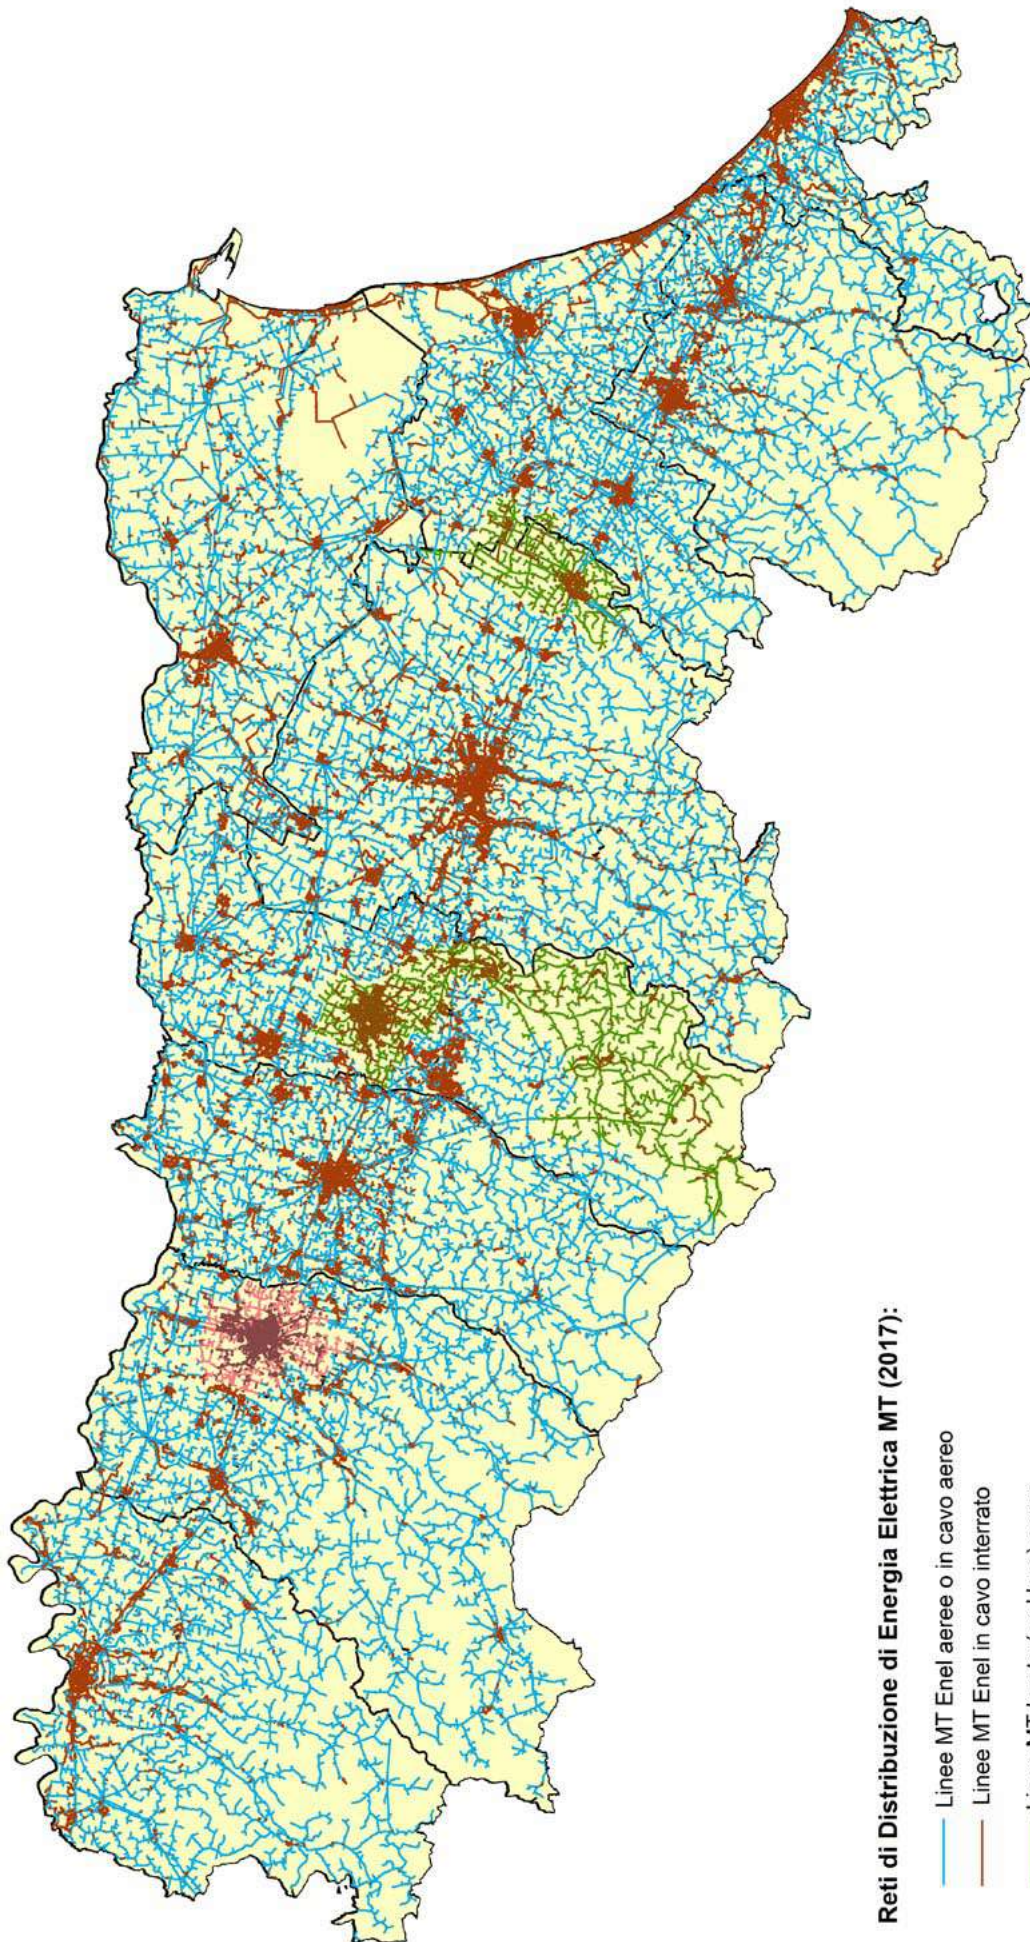 Reti di Distribuzione di Energia Elettrica MT (2017):
Linee MT Enel aeree o in cavo aereo
Linee MT Enel in cavo interrato